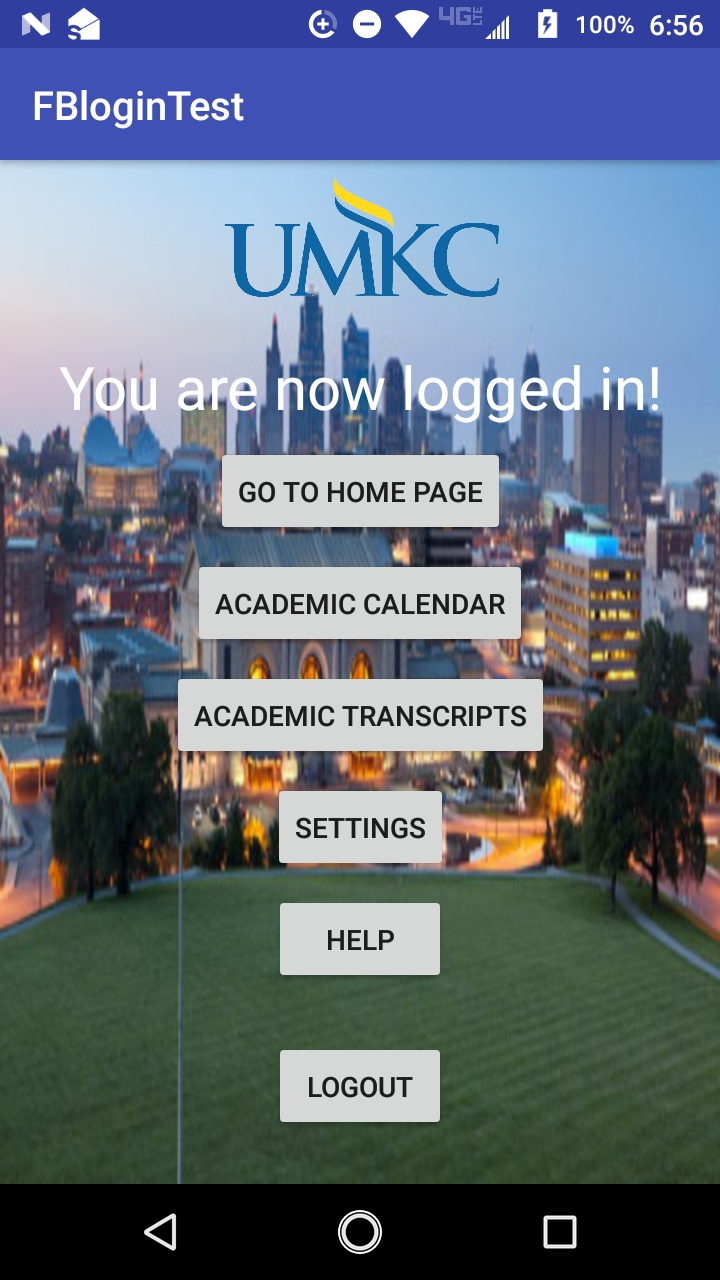 4G LTE 100% 6:56
FBloginTest
UMKC
You are now logged in!
GO TO HOME PAGE
ACADEMIC CALENDAR
ACADEMIC TRANSCRIPTS
SETTINGS
HELP
LOGOUT